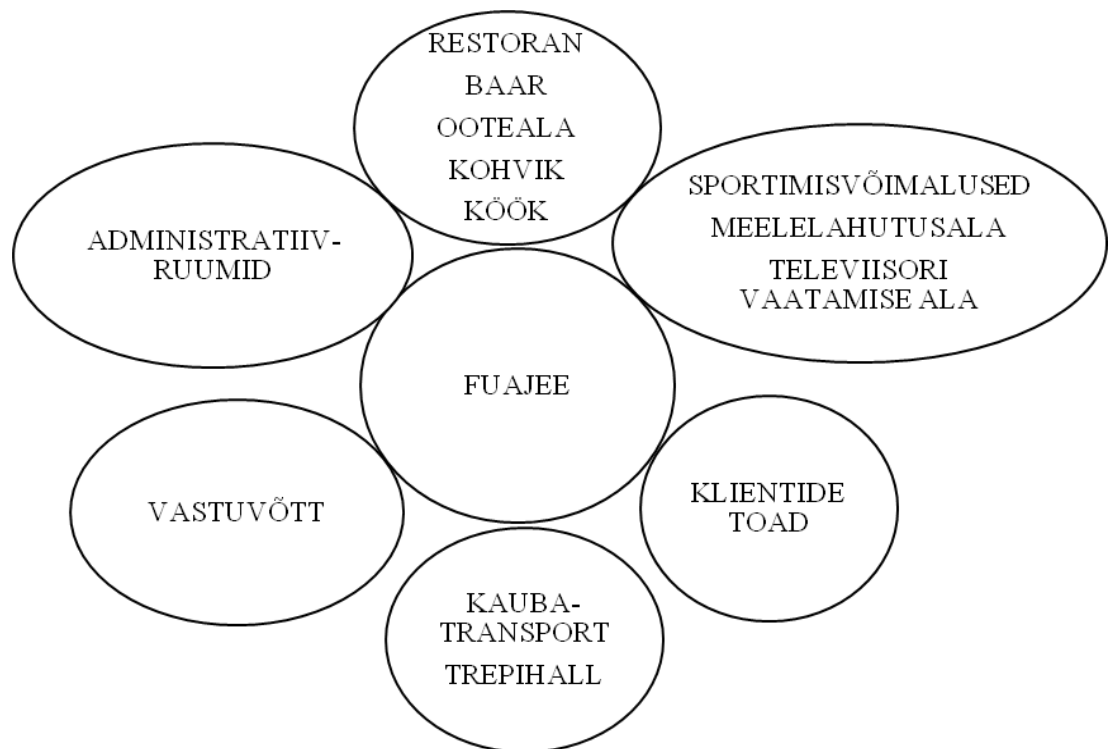 RESTORAN
BAAR
OOTEALA
KOHVIK
KÖÖK
ADMINISTRATIIV-
RUUMID
SPORTIMISVÕIMALUSED
MEELELAHUTUSALA
TELEVIISORI
VAATAMISE ALA
FUAJEE
VASTUVÕTT
KLIENTIDE
TOAD
KAUBA-
TRANSPORT
TREPIHALL